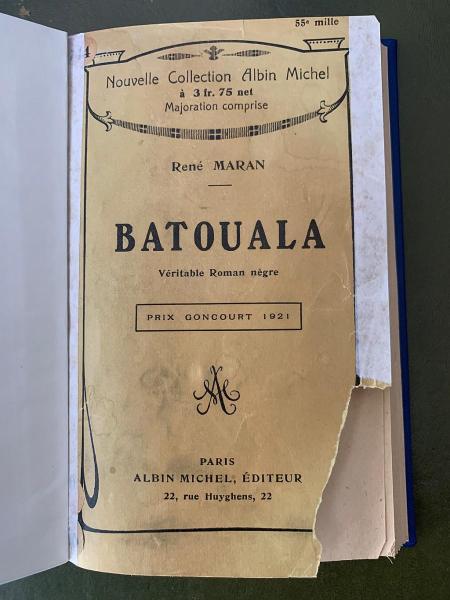 55e mille
4
Nouvelle Collection Albin Michel
à 3 fr. 75 net
Majoration comprise
René MARAN
BATOUALA
Véritable Roman nègre
PRIX GONCOURT 1921
AM
PARIS
ALBIN MICHEL, ÉDITEUR
22, rue Huyghens, 22